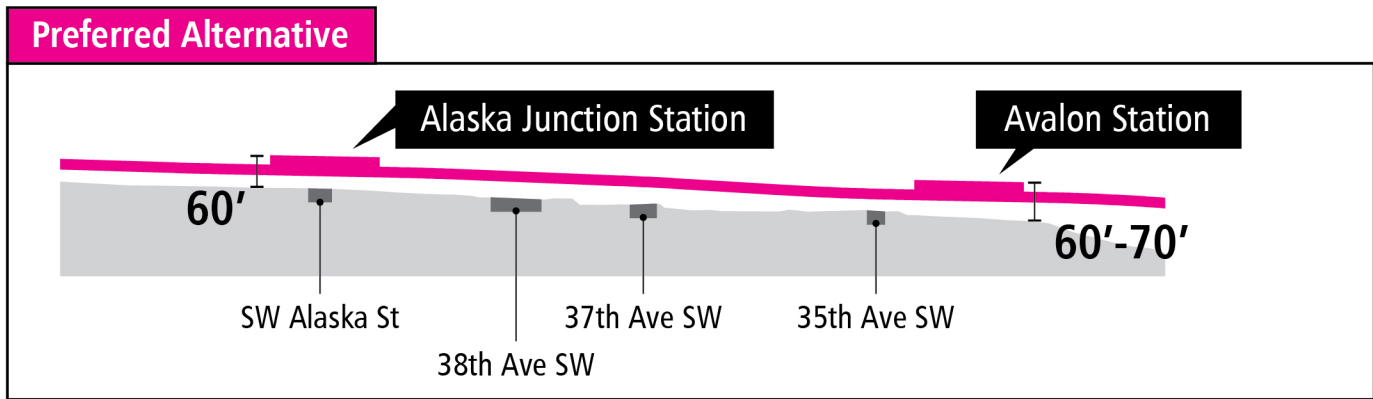 Preferred Alternative
Alaska Junction Station
Avalon Station
60′
60′-70′
SW Alaska St
37th Ave SW
35th Ave SW
38th Ave SW